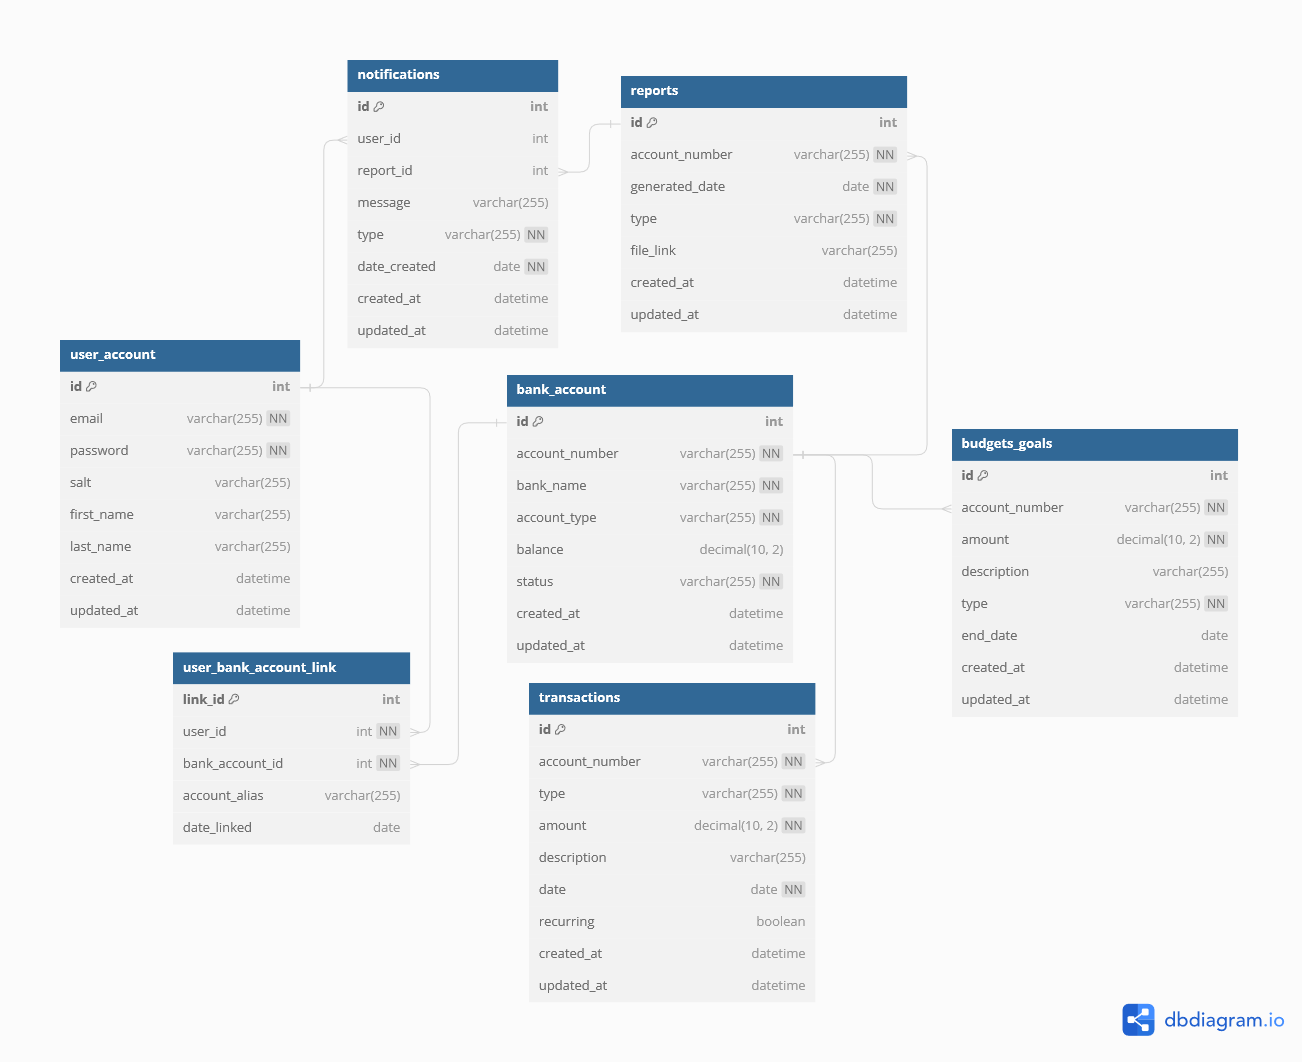 notifications
id int
user_id int
report_id int
message varchar(255)
type varchar(255) NN
date_created date NN
created_at datetime
updated_at datetime
reports
id int
account_number varchar(255) NN
generated_date date NN
type varchar(255) NN
file_link varchar(255)
created_at datetime
updated_at datetime
user_account
id int
email varchar(255) NN
password varchar(255) NN
salt varchar(255)
first_name varchar(255)
last_name varchar(255)
created_at datetime
updated_at datetime
bank_account
id int
account_number varchar(255) NN
bank_name varchar(255) NN
account_type varchar(255) NN
balance decimal(10, 2)
status varchar(255) NN
created_at datetime
updated_at datetime
budgets_goals
id int
account_number varchar(255) NN
amount decimal(10, 2) NN
description varchar(255)
type varchar(255) NN
end_date date
created_at datetime
updated_at datetime
user_bank_account_link
link_id int
user_id int NN
bank_account_id int NN
account_alias varchar(255)
date_linked date
transactions
id int
account_number varchar(255) NN
type varchar(255) NN
amount decimal(10, 2) NN
description varchar(255)
date date NN
recurring boolean
created_at datetime
updated_at datetime
dbdiagram.io